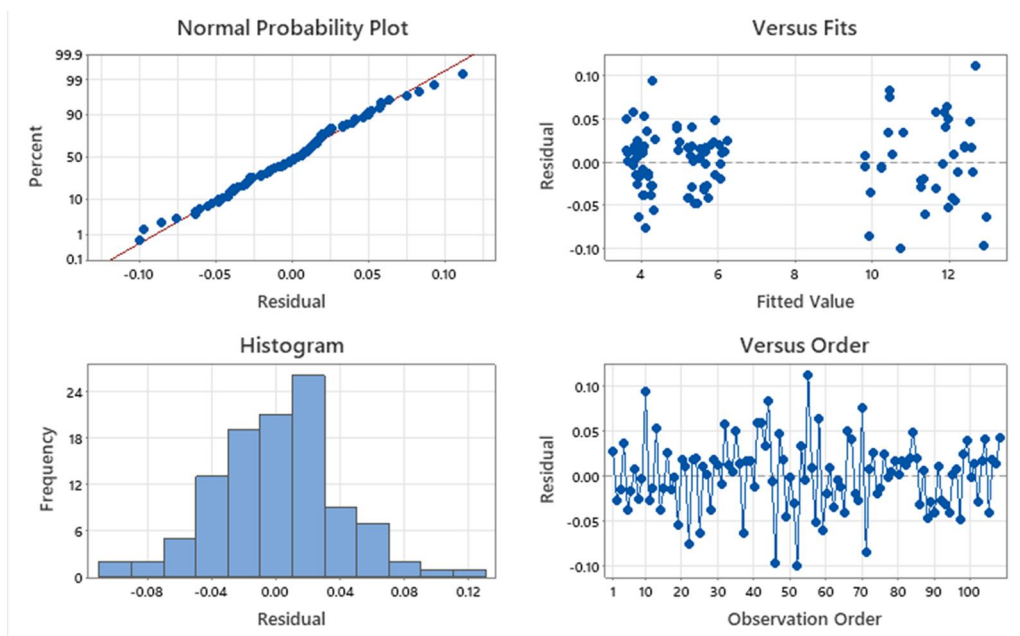 Normal Probability Plot
99.9
99
90
50
10
1
0.1
Percent
-0.10 -0.05 0.00 0.05 0.10
Residual
Versus Fits
0.10
0.05
0.00
-0.05
-0.10
Residual
4 6 8 10 12
Fitted Value
Histogram
24
18
12
6
0
Frequency
-0.08 -0.04 0.00 0.04 0.08 0.12
Residual
Versus Order
0.10
0.05
0.00
-0.05
-0.10
Residual
1 10 20 30 40 50 60 70 80 90 100
Observation Order